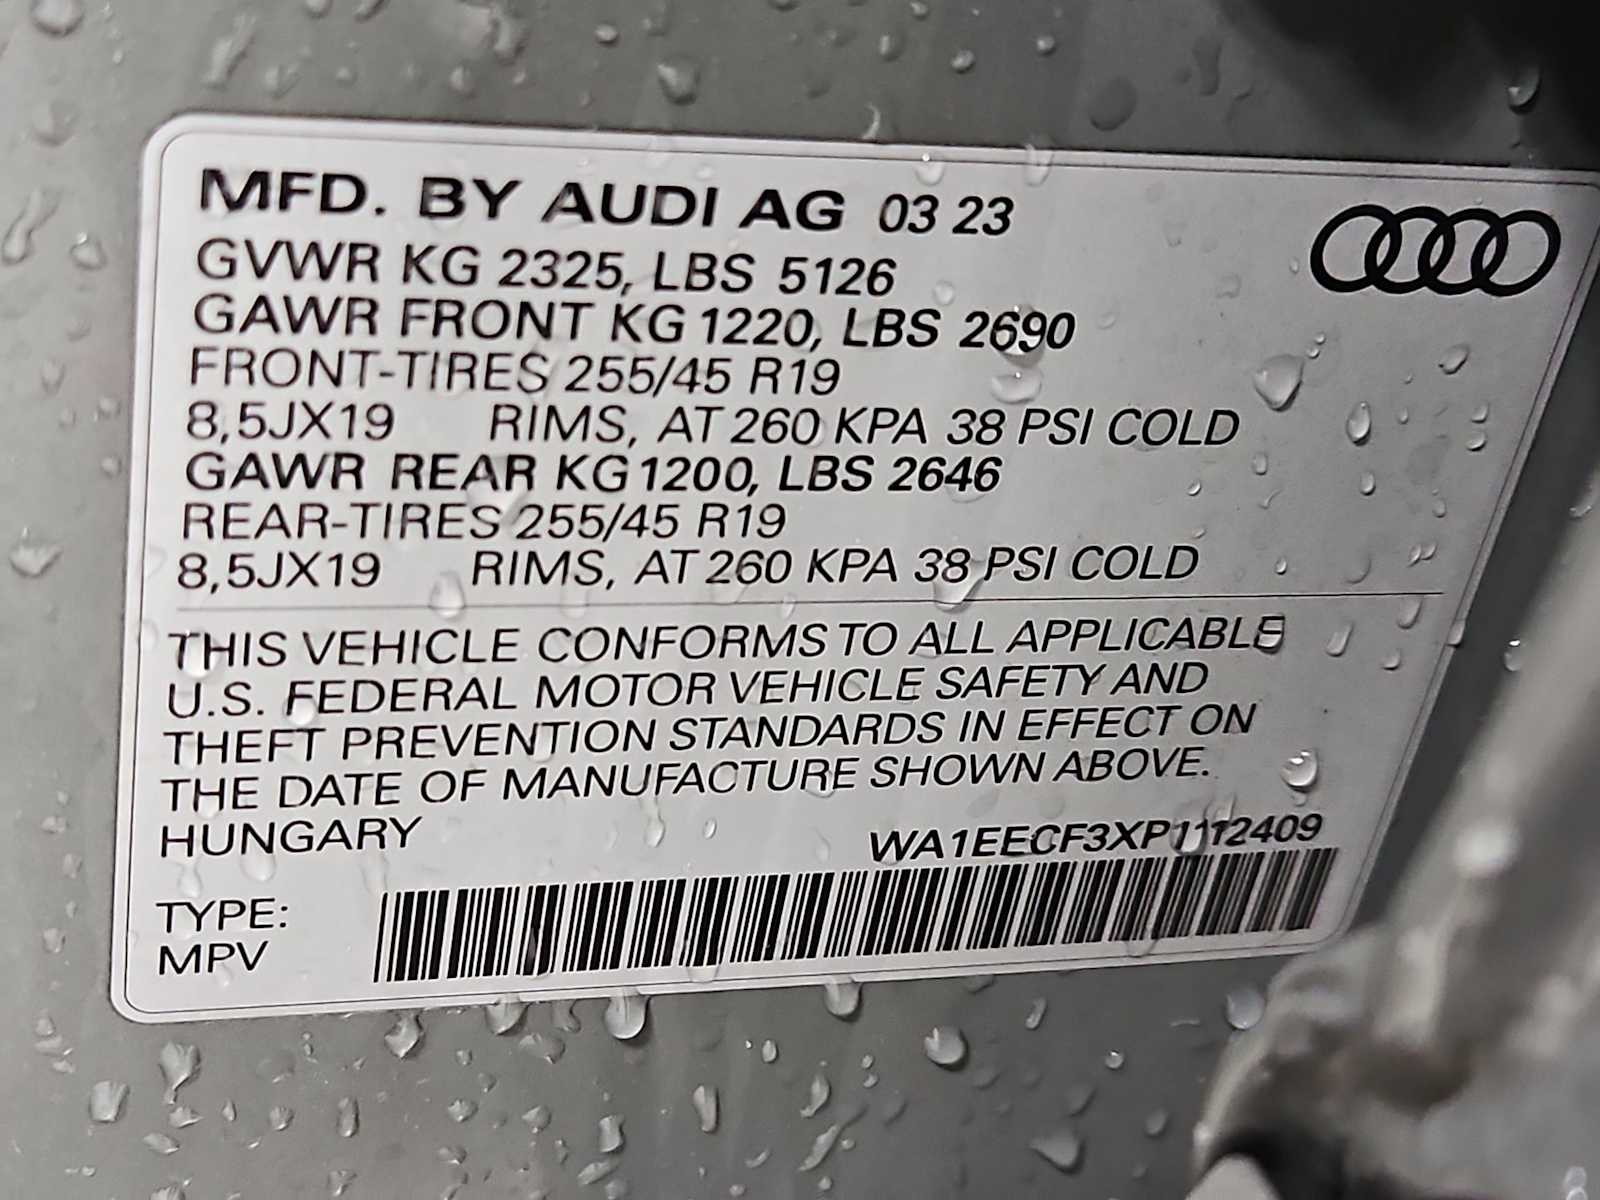 MFD. BY AUDI AG 03 23
GVWR KG 2325, LBS 5126
GAWR FRONT KG 1220, LBS 2690
FRONT-TIRES 255/45 R19
8,5JX19 RIMS, AT 260 KPA 38 PSI COLD
GAWR REAR KG 1200, LBS 2646
REAR-TIRES 255/45 R19
8,5JX19 RIMS, AT 260 KPA 38 PSI COLD
THIS VEHICLE CONFORMS TO ALL APPLICABLE
U.S. FEDERAL MOTOR VEHICLE SAFETY AND
THEFT PREVENTION STANDARDS IN EFFECT ON
THE DATE OF MANUFACTURE SHOWN ABOVE.
HUNGARY WA1EECF3XP1112409
TYPE:
MPV